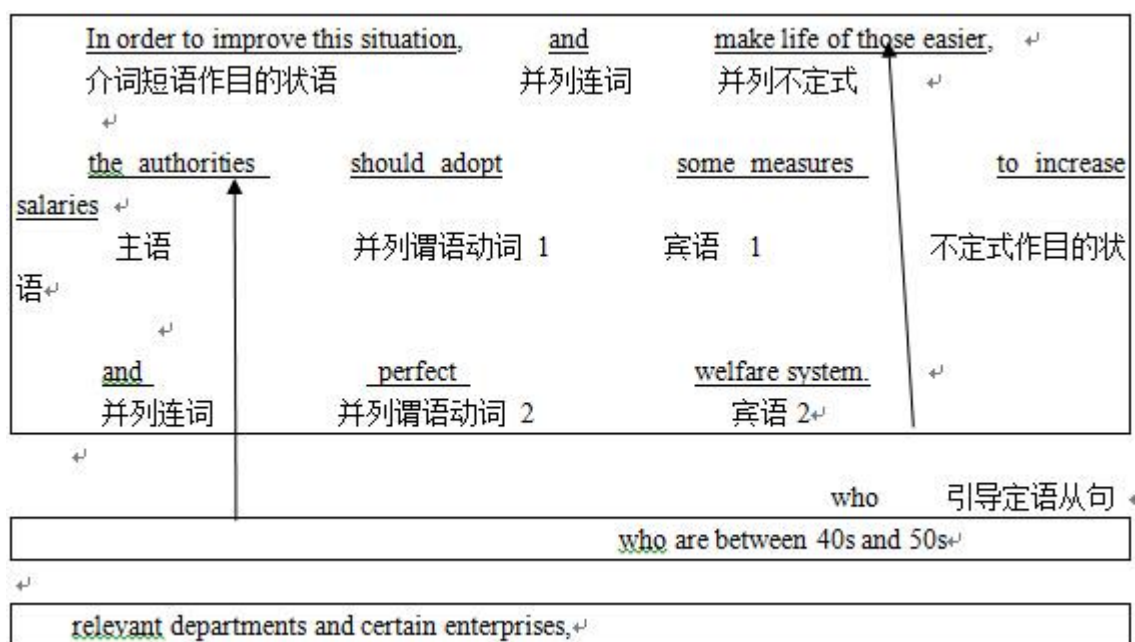 In order to improve this situation, and make life of those easier,
介词短语作目的状语 并列连词 并列不定式
the authorities should adopt some measures to increase
salaries
主语 并列谓语动词 1 宾语 1 不定式作目的状
语
and perfect welfare system.
并列连词 并列谓语动词 2 宾语 2
who 引导定语从句
who are between 40s and 50s
relevant departments and certain enterprises,